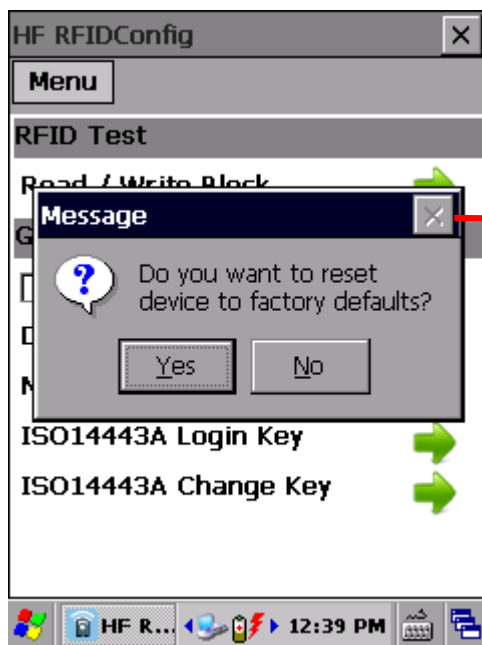 HF RFIDConfig
Menu
RFID Test
Read / Write Block
Message
Do you want to reset
device to factory defaults?
Yes
No
ISO14443A Login Key
ISO14443A Change Key
HF R...
12:39 PM